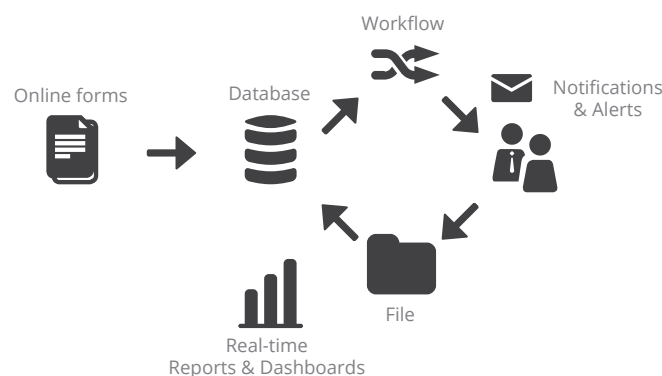 Workflow
Online forms
Database
Notifications
& Alerts
File
Real-time
Reports & Dashboards